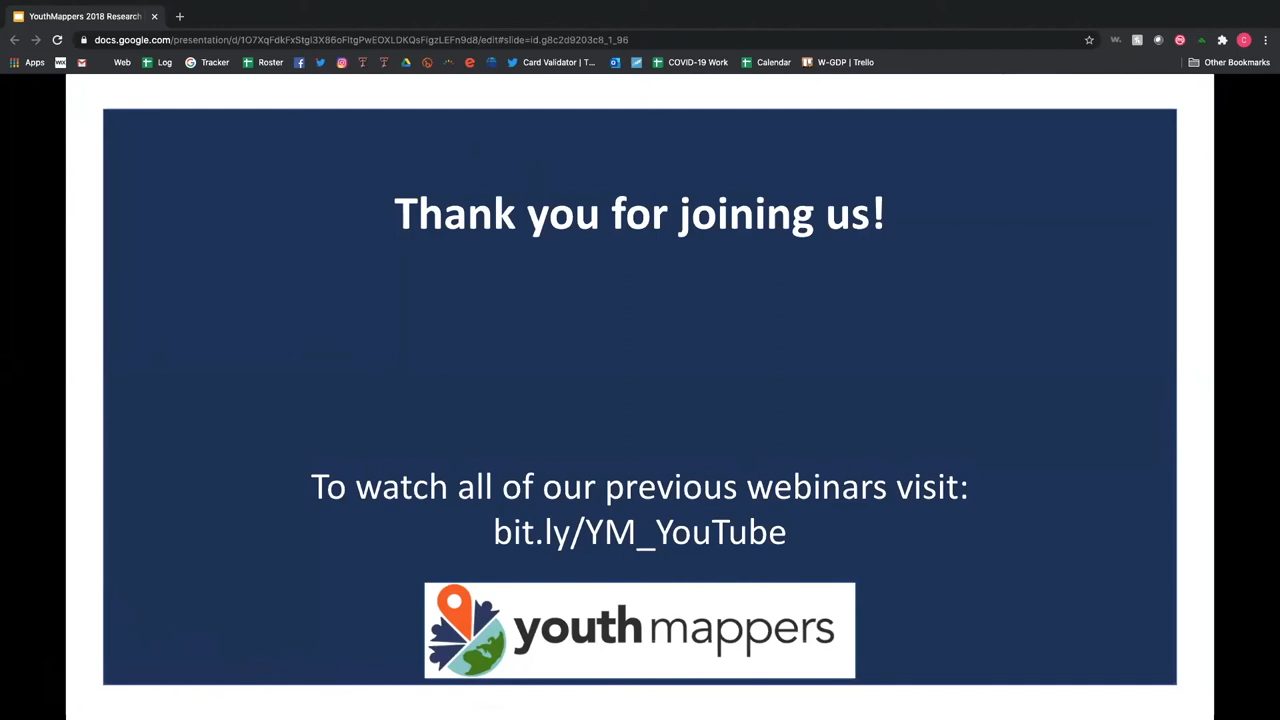 YouthMappers 2018 Research
docs.google.com/presentation/d/1O7XqFdkFxStgI3X86oFItgPwEOXLDKQsFigzLEFn9d8/edit#slide=id.g8c2d9203c8_1_96
Apps Web Log Tracker Roster Card Validator | T... COVID-19 Work Calendar W-GDP | Trello Other Bookmarks
Thank you for joining us!
To watch all of our previous webinars visit:
bit.ly/YM_YouTube
youthmappers